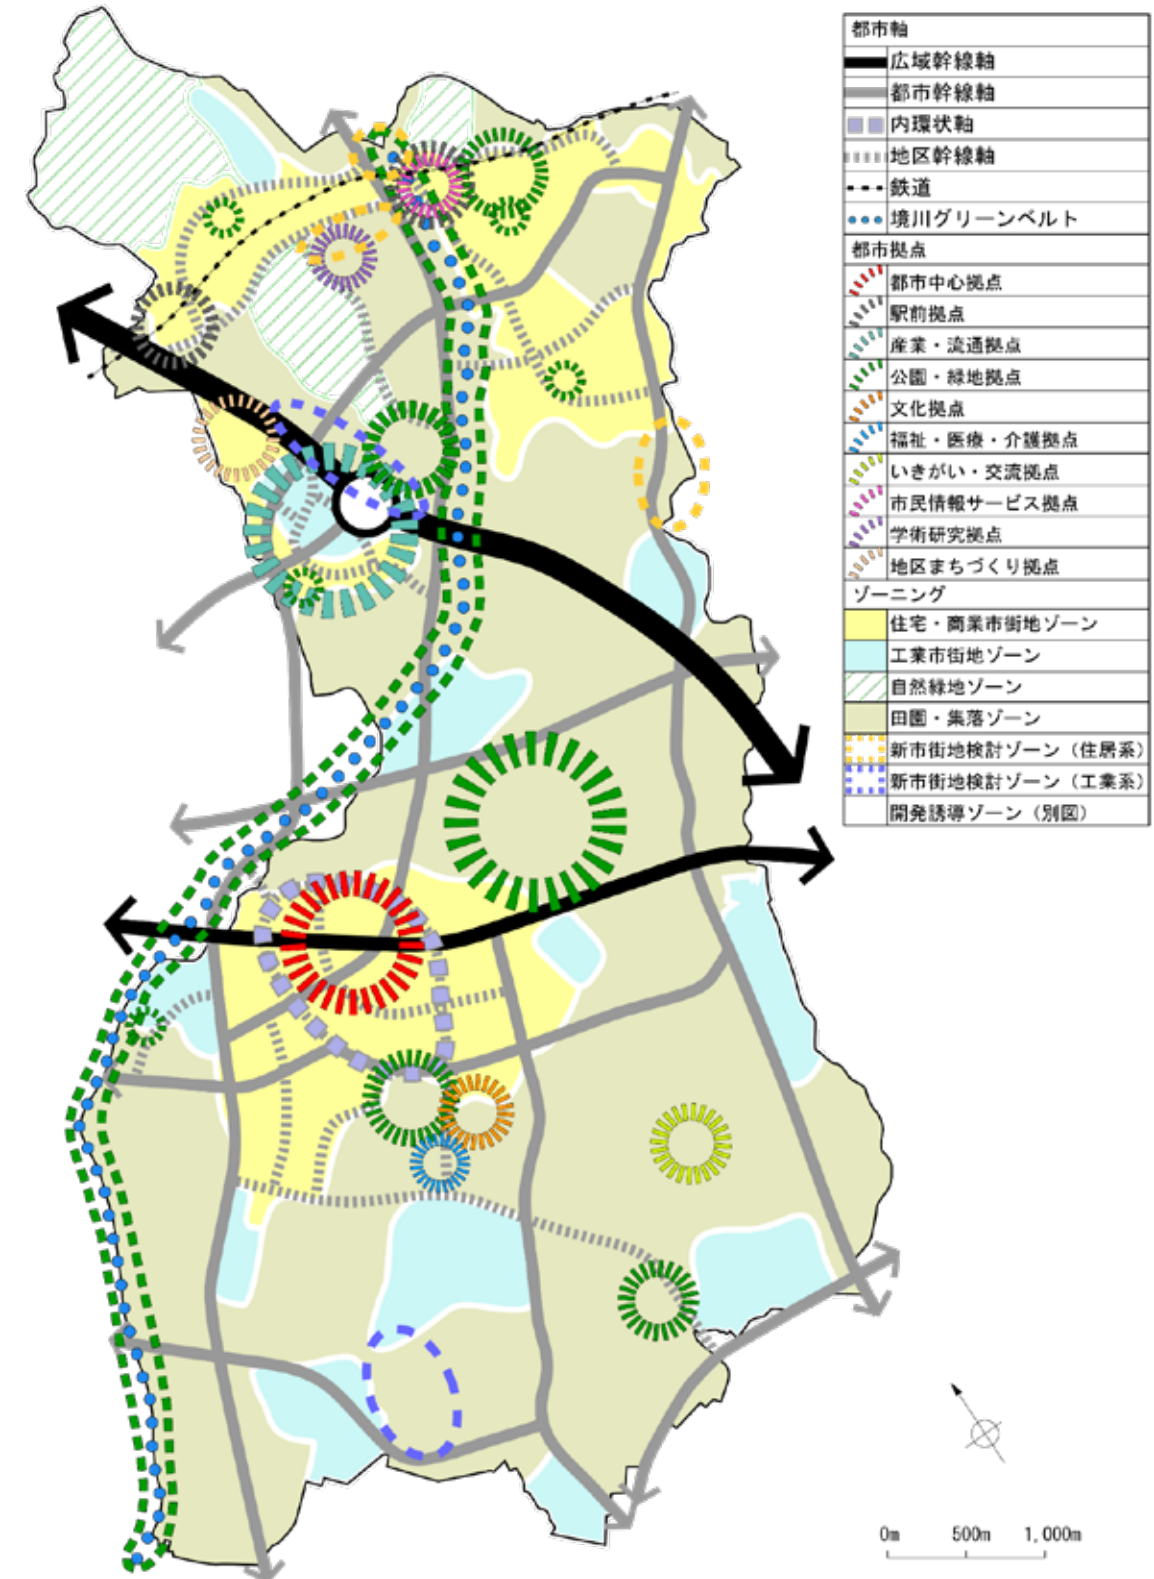 都市軸
広域幹線軸
都市幹線軸
内環状軸
地区幹線軸
鉄道
境川グリーンベルト
都市拠点
都市中心拠点
駅前拠点
産業・流通拠点
公園・緑地拠点
文化拠点
福祉・医療・介護拠点
いきがい・交流拠点
市民情報サービス拠点
学術研究拠点
地区まちづくり拠点
ゾーニング
住宅・商業市街地ゾーン
工業市街地ゾーン
自然緑地ゾーン
田園・集落ゾーン
新市街地検討ゾーン（住居系）
新市街地検討ゾーン（工業系）
開発誘導ゾーン（別図）
0m 500m 1,000m